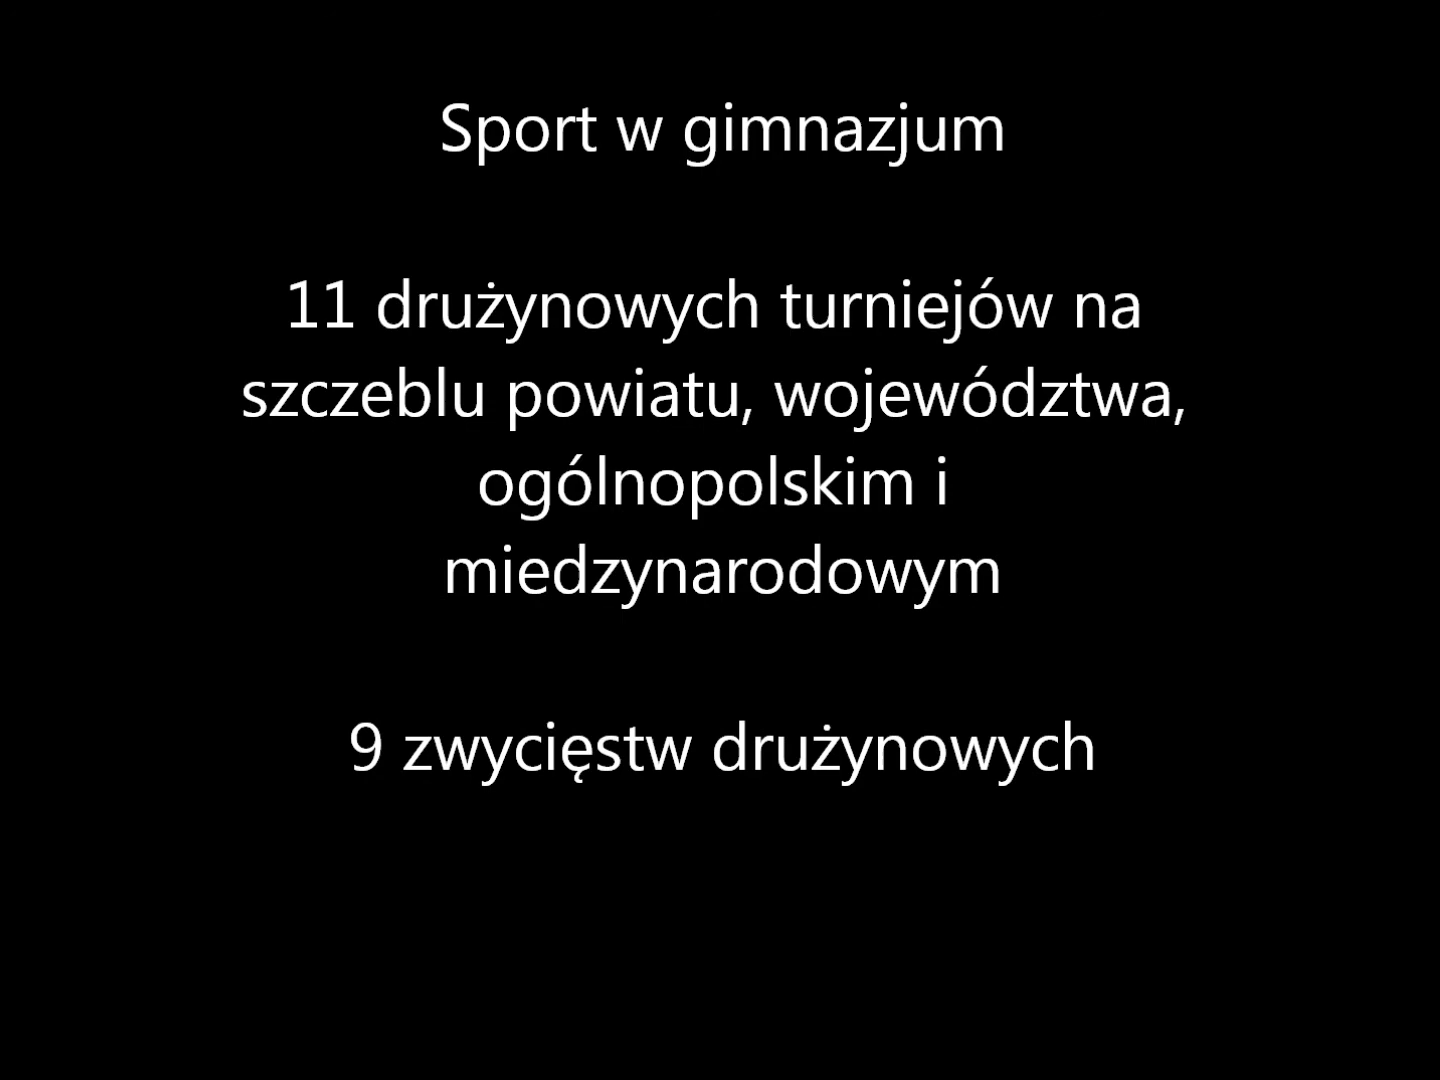 Sport w gimnazjum
11 drużynowych turniejów na
szczeblu powiatu, województwa,
ogólnopolskim i
miedzynarodowym
9 zwycięstw drużynowych